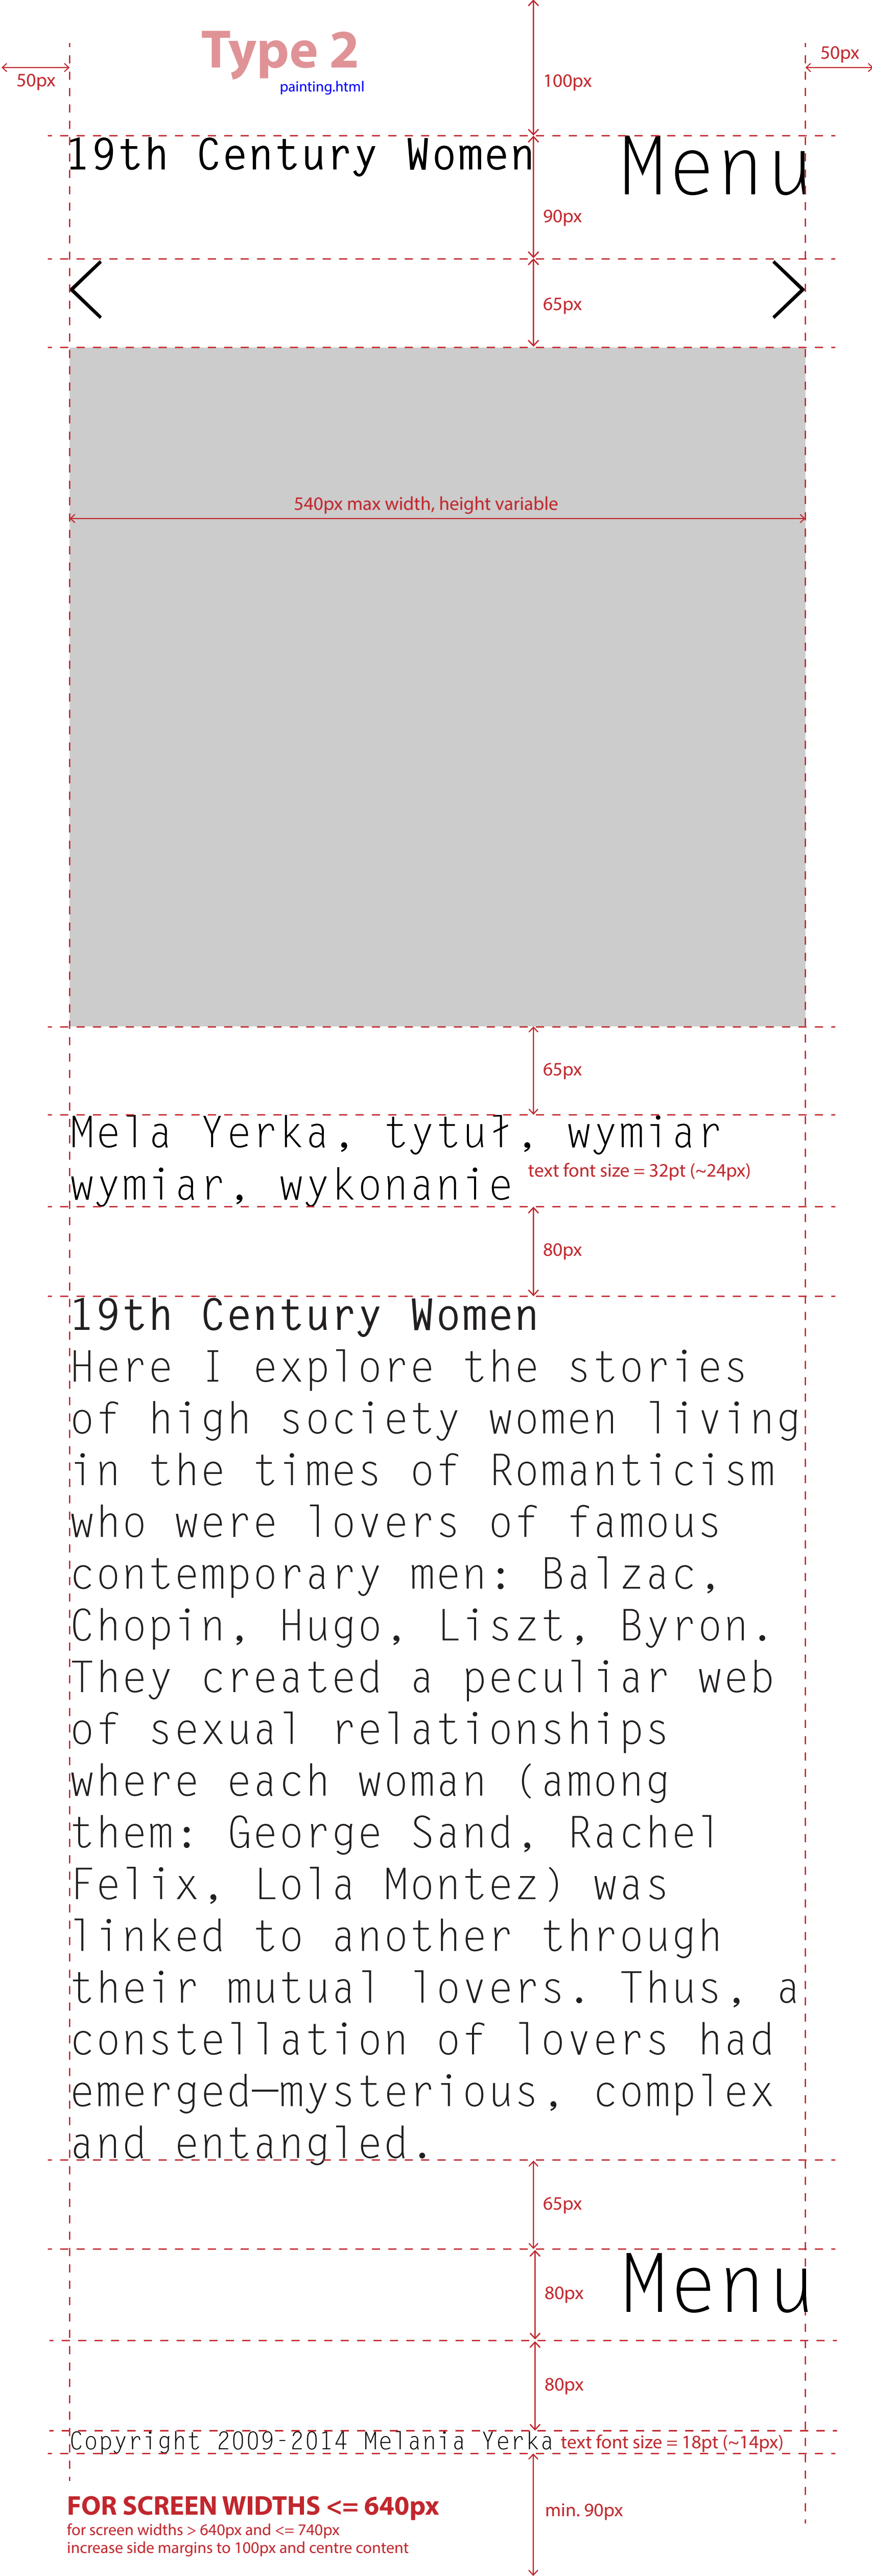 Type 2
painting.html
50px
50px
100px
19th Century Women
Menu
90px
65px
540px max width, height variable
65px
Mela Yerka, tytuł, wymiar
wymiar, wykonanie
text font size = 32pt (~24px)
80px
19th Century Women
Here I explore the stories
of high society women living
in the times of Romanticism
who were lovers of famous
contemporary men: Balzac,
Chopin, Hugo, Liszt, Byron.
They created a peculiar web
of sexual relationships
where each woman (among
them: George Sand, Rachel
Felix, Lola Montez) was
linked to another through
their mutual lovers. Thus, a
constellation of lovers had
emerged—mysterious, complex
and entangled.
65px
Menu
80px
80px
Copyright 2009-2014 Melania Yerka
text font size = 18pt (~14px)
FOR SCREEN WIDTHS <= 640px
for screen widths > 640px and <= 740px
increase side margins to 100px and centre content
min. 90px